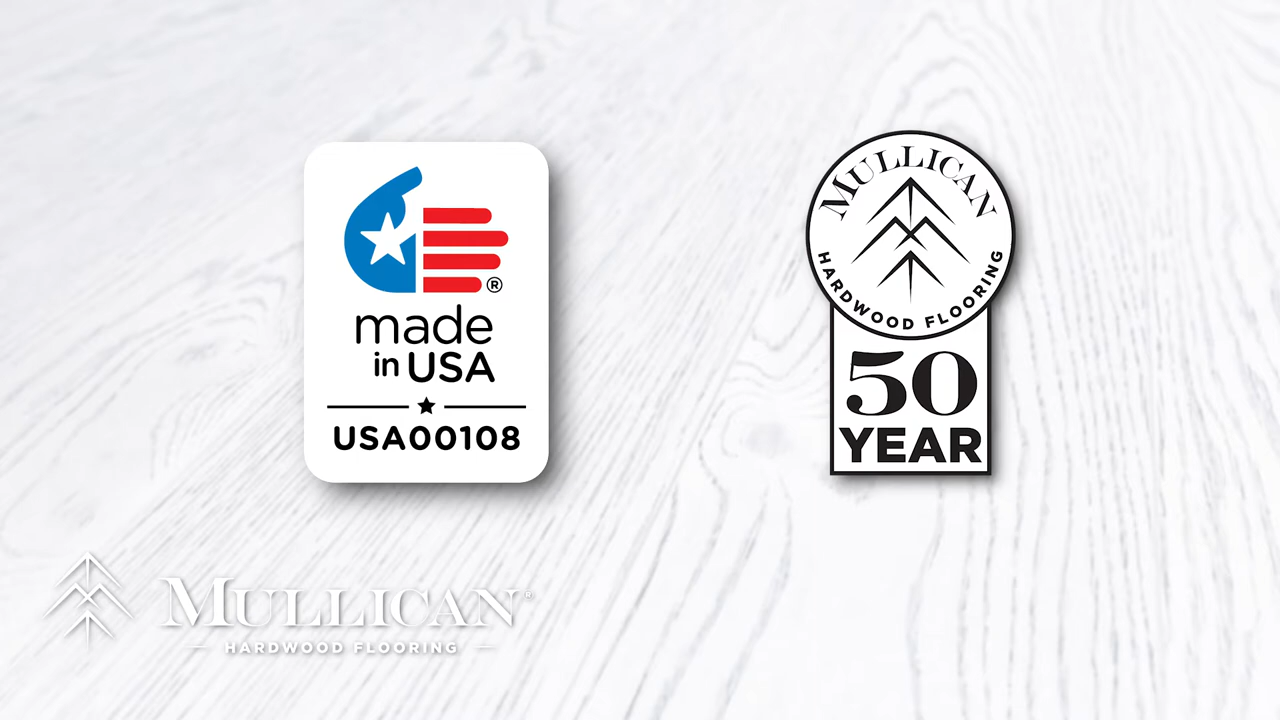 ®
made
in USA
USA00108
MULLICAN
HARDWOOD FLOORING
50
YEAR
MULLICAN®
HARDWOOD FLOORING